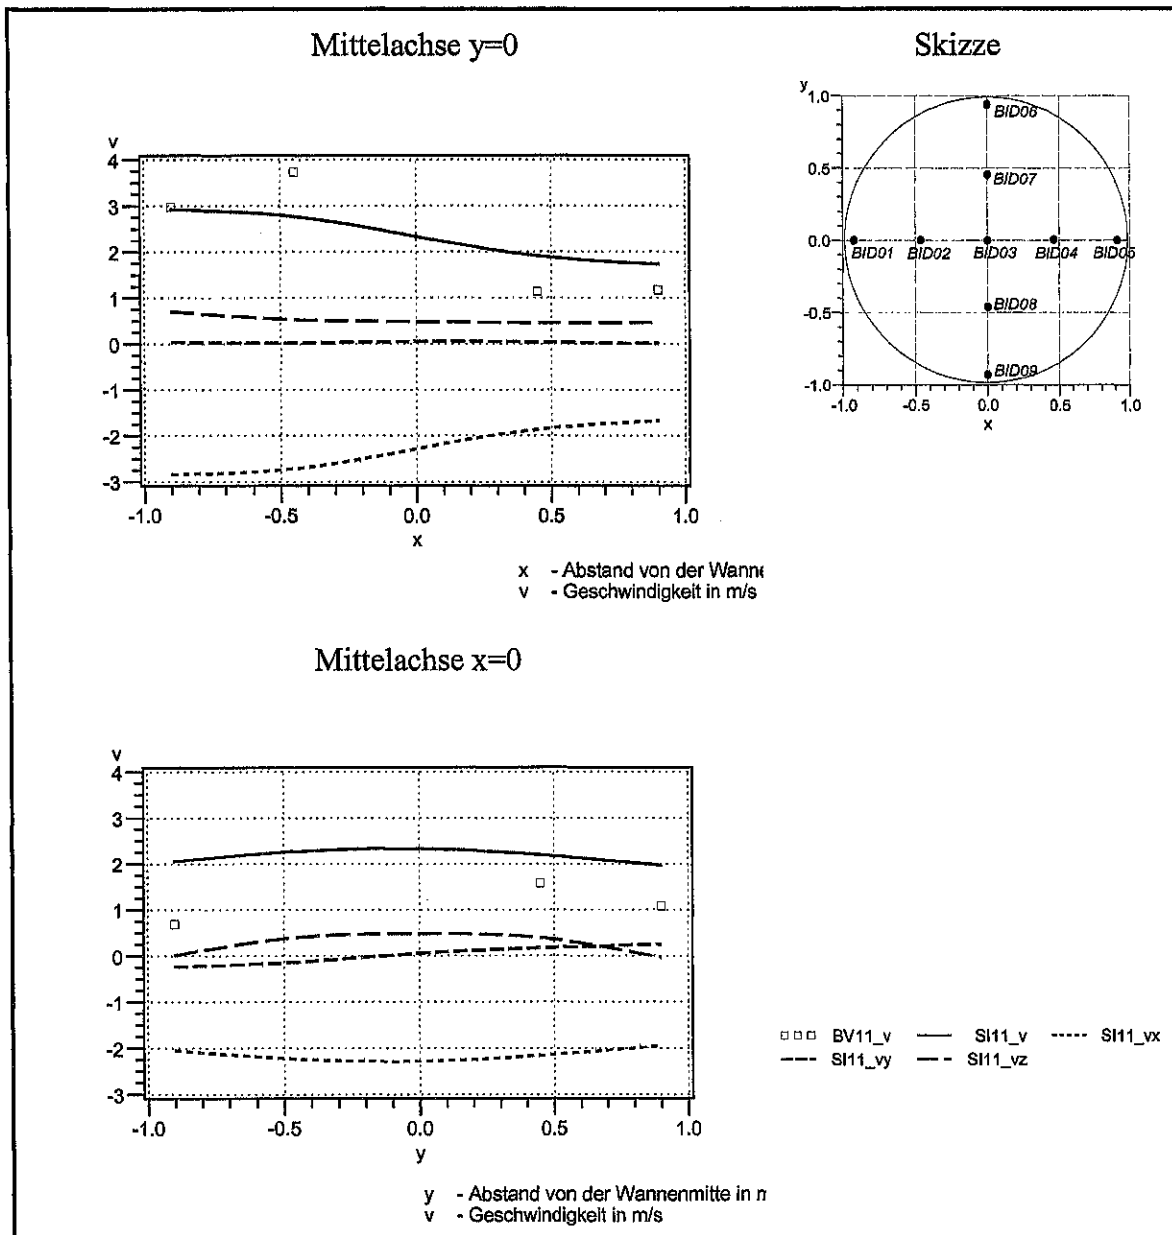 Mittelachse y=0
v
4
3
2
1
0
-1
-2
-3
-1.0 -0.5 0.0 0.5 1.0
x
x - Abstand von der Wanne
v - Geschwindigkeit in m/s
Skizze
y
1.0
0.5
0.0
-0.5
-1.0
BID06
BID07
BID01 BID02 BID03 BID04 BID05
BID08
BID09
-1.0 -0.5 0.0 0.5 1.0
x
Mittelachse x=0
v
4
3
2
1
0
-1
-2
-3
-1.0 -0.5 0.0 0.5 1.0
y
y - Abstand von der Wannenmitte in
v - Geschwindigkeit in m/s
BV11_v SI11_v SI11_vx
SI11_vy SI11_vz